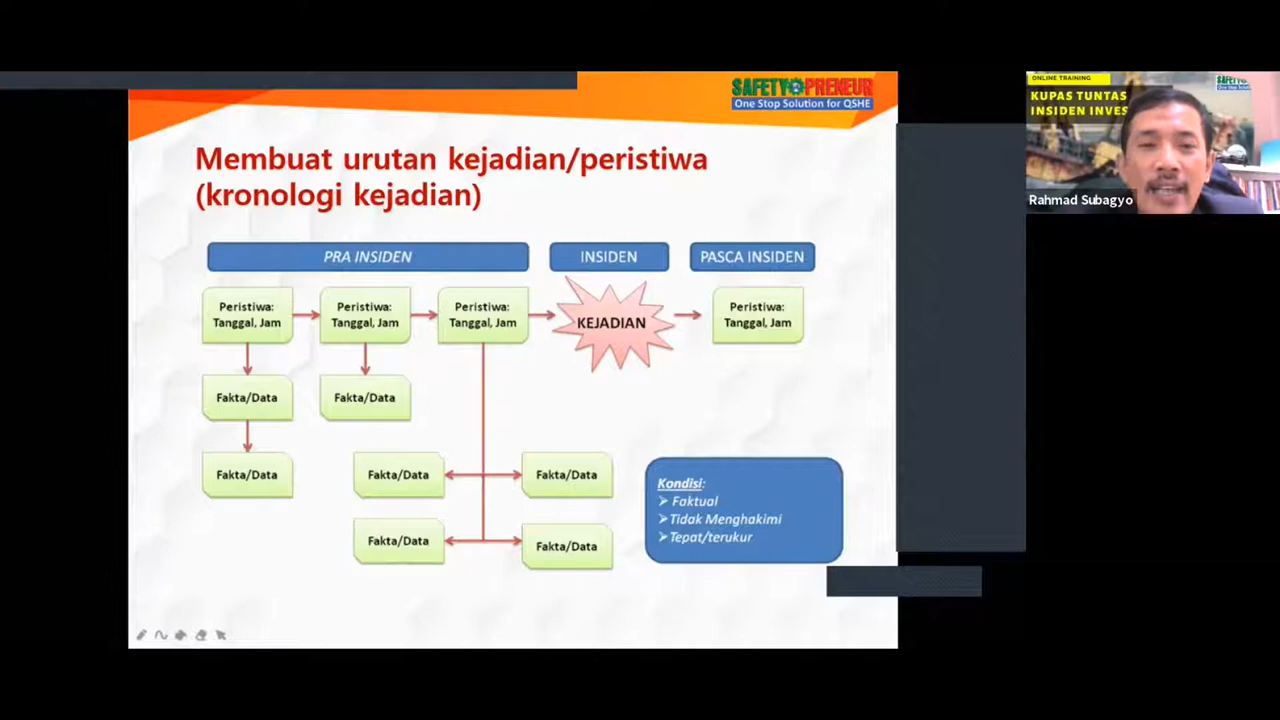 SAFETYPRENEUR
One Stop Solution for QSHE
Membuat urutan kejadian/peristiwa
(kronologi kejadian)
PRA INSIDEN
INSIDEN
PASCA INSIDEN
Peristiwa:
Tanggal, Jam
Peristiwa:
Tanggal, Jam
Peristiwa:
Tanggal, Jam
KEJADIAN
Peristiwa:
Tanggal, Jam
Fakta/Data
Fakta/Data
Fakta/Data
Fakta/Data
Fakta/Data
Fakta/Data
Fakta/Data
Kondisi:
➢ Faktual
➢ Tidak Menghakimi
➢ Tepat/terukur
ONLINE TRAINING
KUPAS TUNTAS
INSIDEN INVES
Rahmad Subagyo